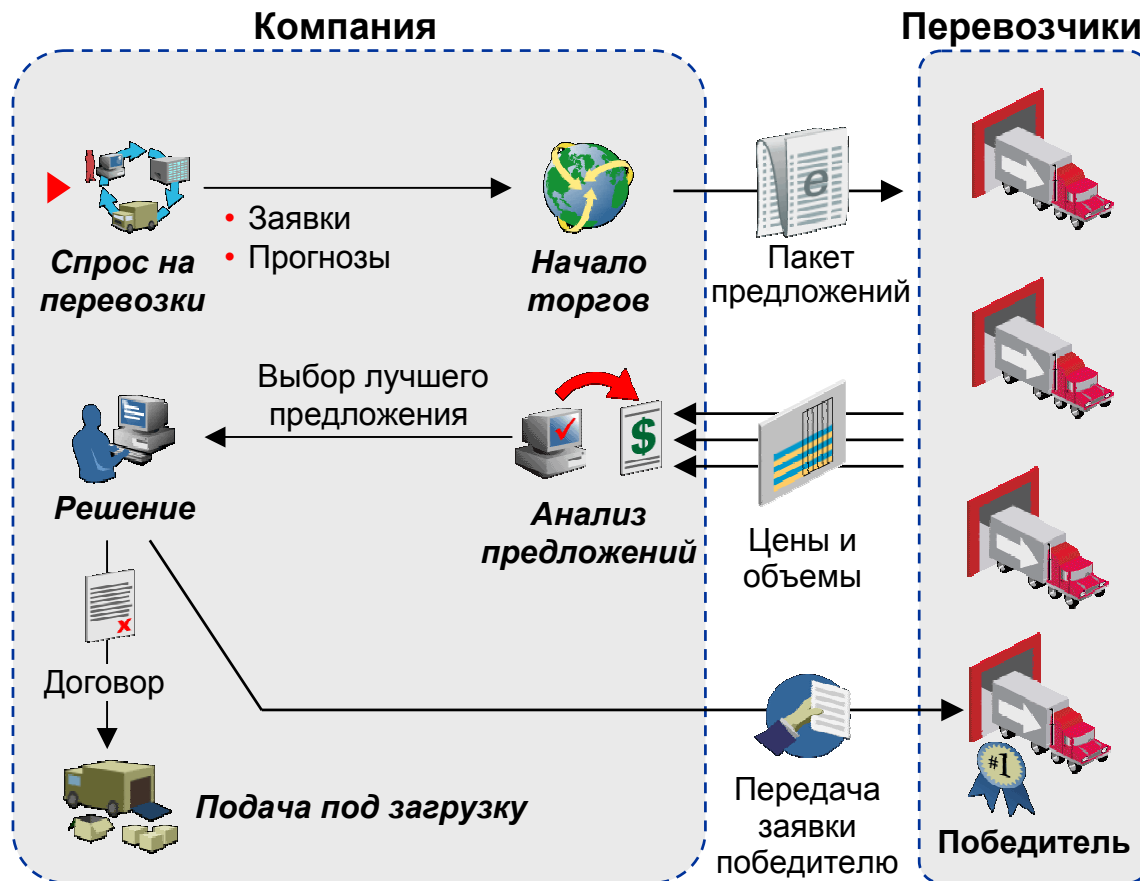 Компания
Перевозчики
• Заявки
• Прогнозы
Спрос на
перевозки
Начало
торгов
e
Пакет
предложений
Выбор лучшего
предложения
$
Решение
Анализ
предложений
Цены и
объемы
x
Договор
Подача под загрузку
Передача
заявки
победителю
#1
Победитель